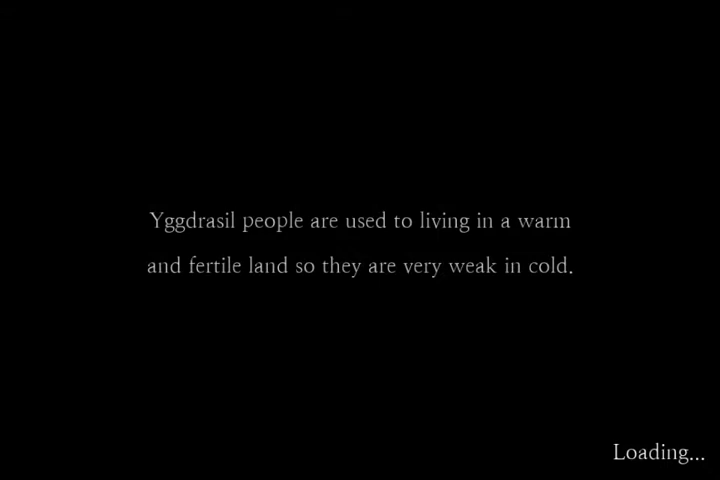 Yggdrasil people are used to living in a warm
and fertile land so they are very weak in cold.
Loading...